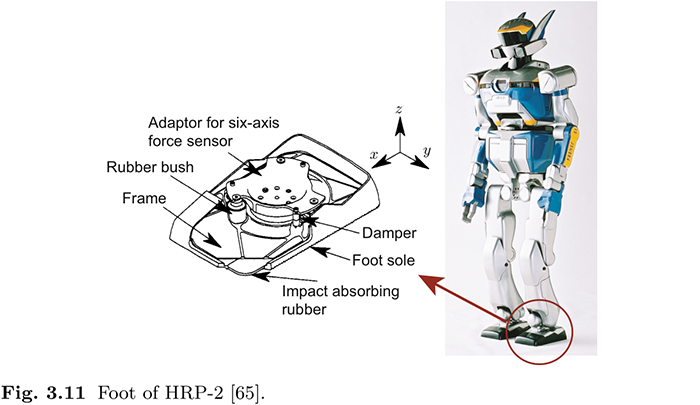 Adaptor for six-axis
force sensor
Rubber bush
Frame
z
x
y
Damper
Foot sole
Impact absorbing
rubber
Fig. 3.11 Foot of HRP-2 [65].